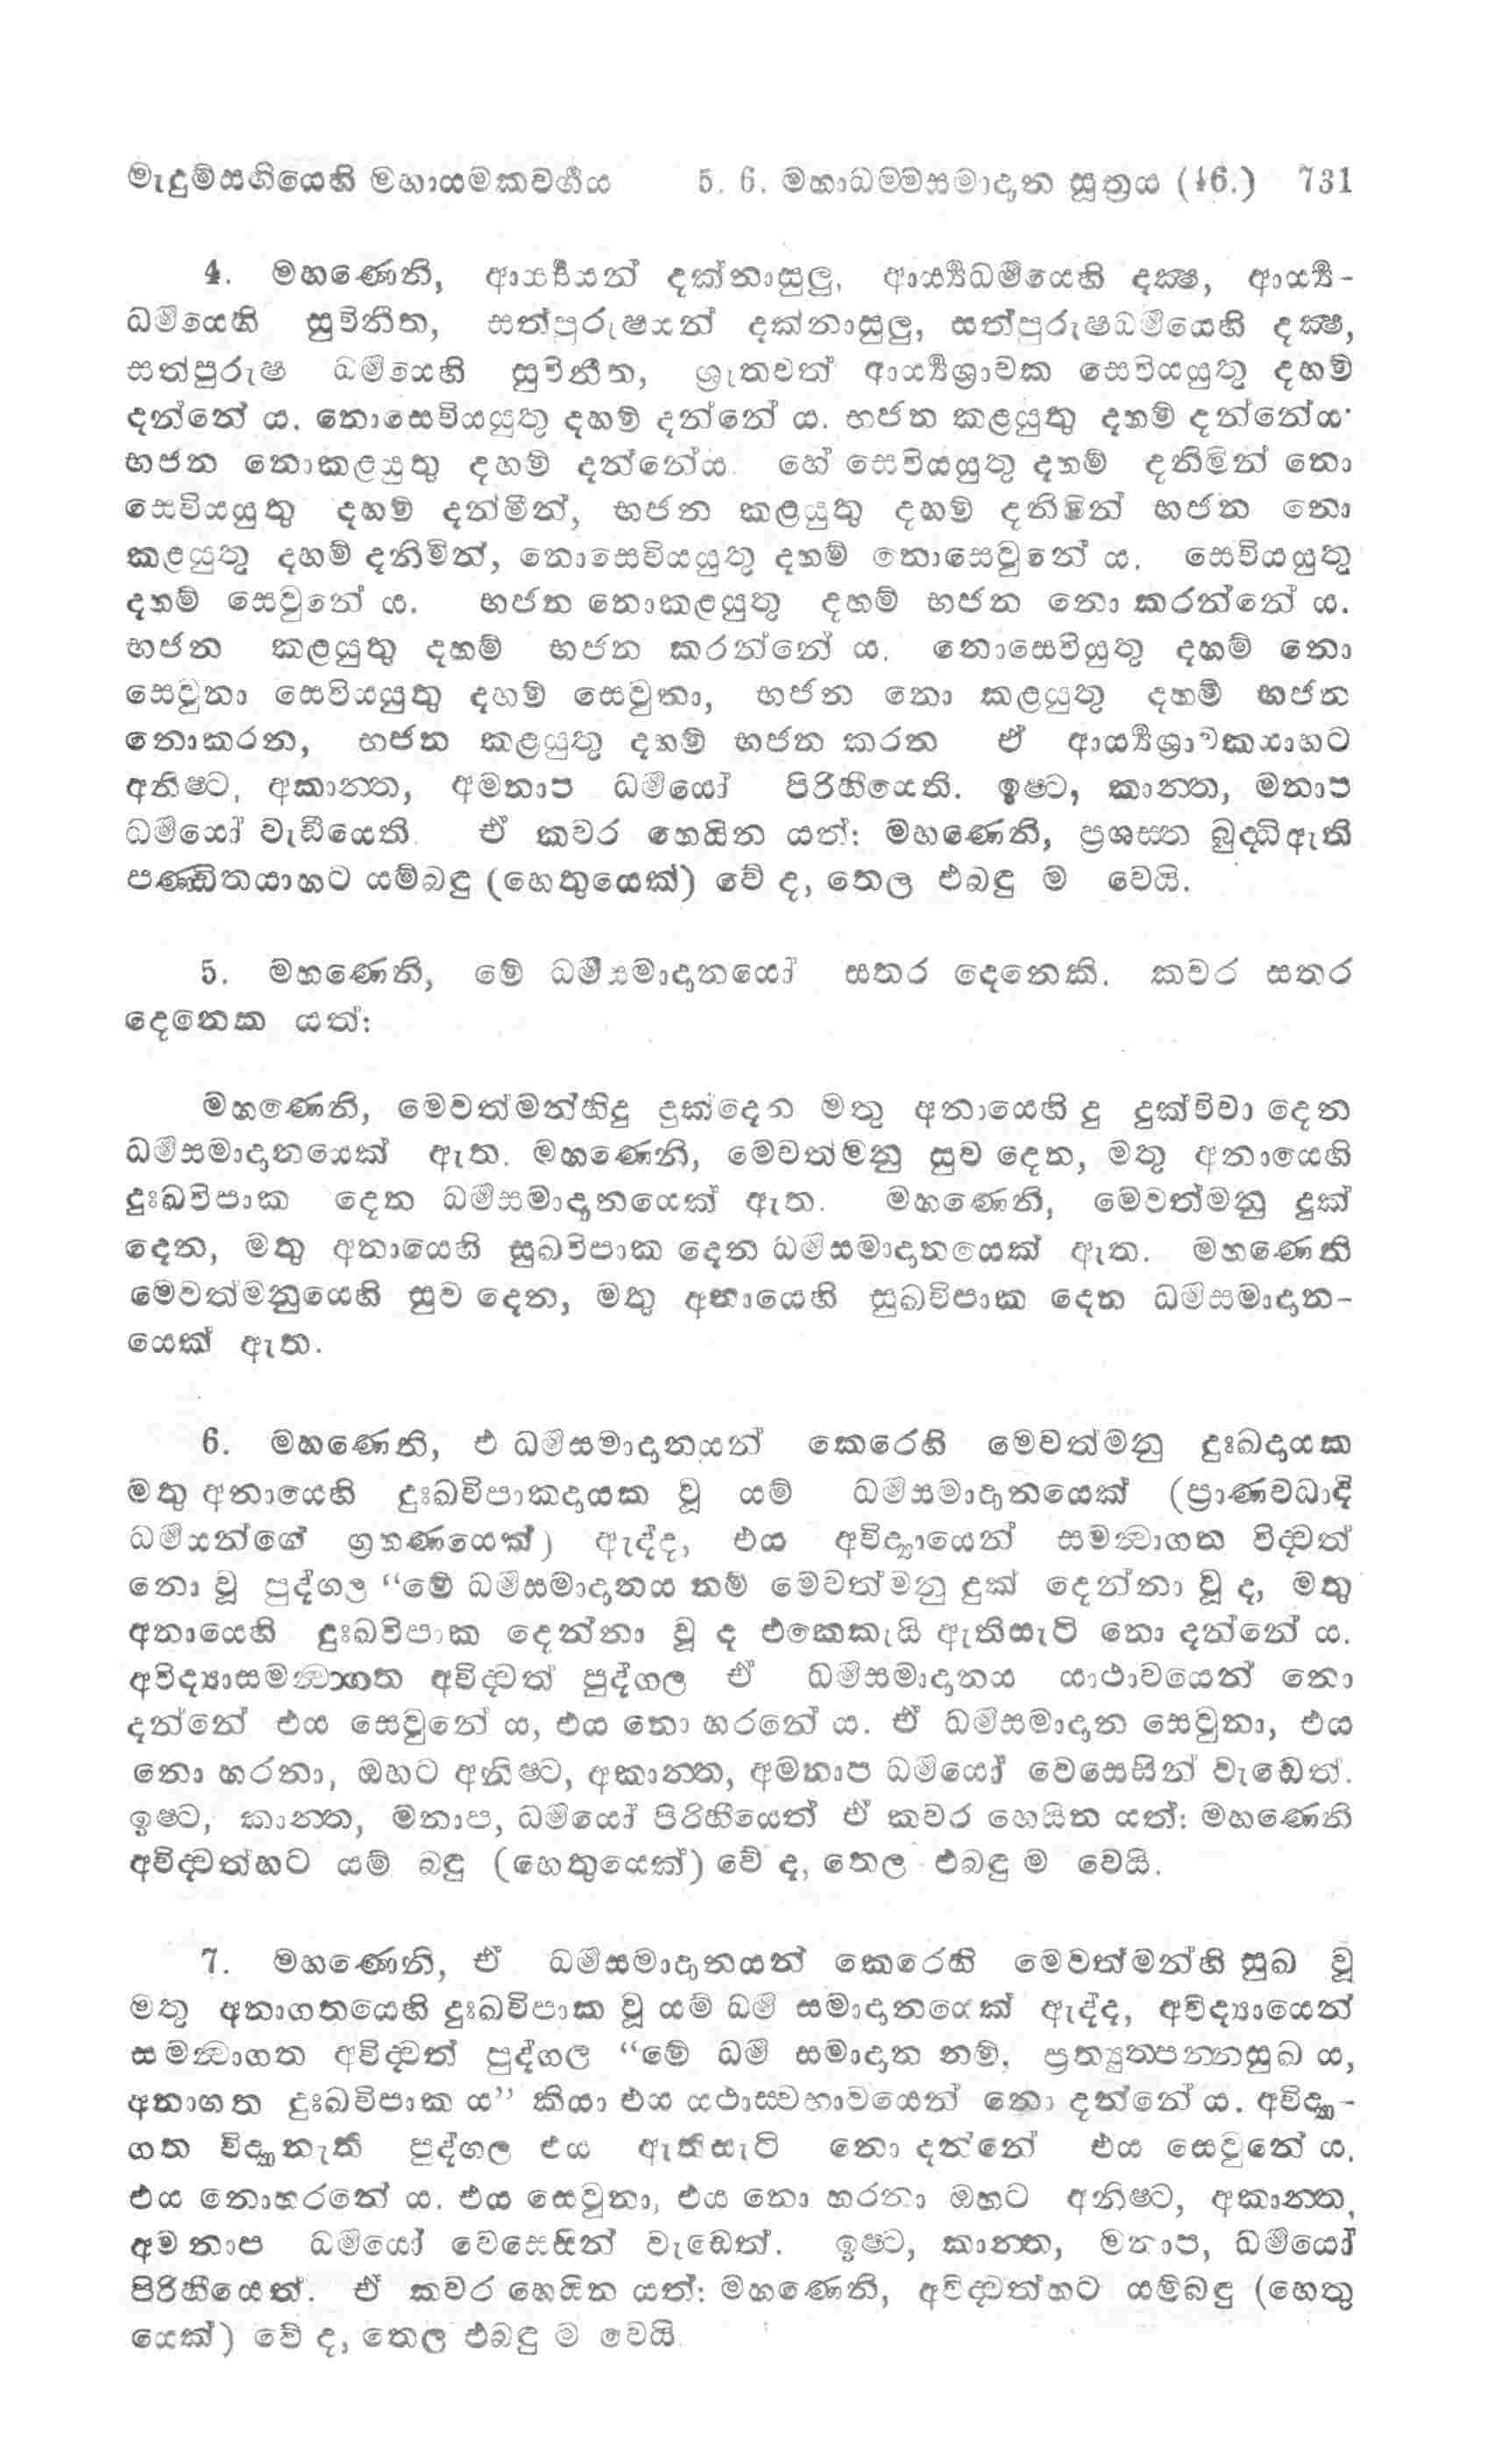 මැදුම්සඟියෙහි මහායමකවර්‍ගය 5. 6. මහාධම්මසමාදාන සූත්‍රය (46.) 731
4. මහණෙනි, ආර්‍ය්‍යයන් දක්නාසුලු, ආර්‍ය්‍යධර්‍මයෙහි දක්‍ෂ, ආර්‍ය්‍ය-
ධර්‍මයෙහි සුවිනීත, සත්පුරුෂයන් දක්නාසුලු, සත්පුරුෂධර්‍මයෙහි දක්‍ෂ,
සත්පුරුෂ ධර්‍මයෙහි සුවිනීත, ශ්‍රැතවත් ආර්‍ය්‍යශ්‍රාවක සෙවියයුතු දහම්
දන්නේ ය. නොසෙවියයුතු දහම් දන්නේ ය. භජන කළයුතු දහම් දන්නේය.
භජන නොකළයුතු දහම් දන්නේය. හේ සෙවියයුතු දහම් දනිමින් නො
සෙවියයුතු දහම් දන්මින්, භජන කළයුතු දහම් දනිමින් භජන නො
කළයුතු දහම් දනිමින්, නොසෙවියයුතු දහම් නොසෙවුනේ ය. සෙවියයුතු
දහම් සෙවුනේ ය. භජන නොකළයුතු දහම් භජන නො කරන්නේ ය.
භජන කළයුතු දහම් භජන කරන්නේ ය. නොසෙවියුතු දහම් නො
සෙවුනා සෙවියයුතු දහම් සෙවුනා, භජන නො කළයුතු දහම් භජන
නොකරන, භජන කළයුතු දහම් භජන කරන ඒ ආර්‍ය්‍යශ්‍රාවකයාහට
අනිෂ්ට, අකාන්ත, අමනාප ධර්‍මයෝ පිරිහීයෙති. ඉෂ්ට, කාන්ත, මනාප
ධර්‍මයෝ වැඩීයෙති. ඒ කවර හෙයින යත්: මහණෙනි, ප්‍රශස්ත බුද්ධිඇති
පණ්ඩිතයාහට යම්බඳු (හෙතුයෙක්) වේ ද, තෙල එබඳු ම වෙයි.
5. මහණෙනි, මේ ධර්‍මසමාදානයෝ සතර දෙනෙකි. කවර සතර
දෙනෙක යත්:
මහණෙනි, මෙවත්මන්හිදු දුක්දෙන මතු අනායෙහි දු දුක්විවා දෙන
ධර්‍මසමාදානයෙක් ඇත. මහණෙනි, මෙවත්මනු සුව දෙන, මතු අනායෙහි
දුඃඛවිපාක දෙන ධර්‍මසමාදානයෙක් ඇත. මහණෙනි, මෙවත්මනු දුක්
දෙන, මතු අනායෙහි සුඛවිපාක දෙන ධර්‍මසමාදානයෙක් ඇත. මහණෙනි
මෙවත්මනුයෙහි සුව දෙන, මතු අනායෙහි සුඛවිපාක දෙන ධර්‍මසමාදාන-
යෙක් ඇත.
6. මහණෙනි, එ ධර්‍මසමාදානයන් කෙරෙහි මෙවත්මනු දුඃඛදායක
මතු අනායෙහි දුඃඛවිපාකදායක වූ යම් ධර්‍මසමාදානයෙක් (ප්‍රාණවධාදි
ධර්‍මයන්ගේ ග්‍රහණයෙක්) ඇද්ද, එය අවිද්‍යායෙන් සමන්වාගත විද්වත්
නො වූ පුද්ගල “මේ ධර්‍මසමාදානය නම් මෙවත්මනු දුක් දෙන්නා වූ ද, මතු
අනායෙහි දුඃඛවිපාක දෙන්නා වූ ද එකෙකැයි ඇතිසැටි නො දන්නේ ය.
අවිද්‍යාසමන්වාගත අවිද්වත් පුද්ගල ඒ ධර්‍මසමාදානය යාථාවයෙන් නො
දන්නේ එය සෙවුනේ ය, එය නො හරනේ ය. ඒ ධර්‍මසමාදාන සෙවුනා, එය
නො හරනා, ඔහට අනිෂ්ට, අකාන්ත, අමනාප ධර්‍මයෝ වෙසෙසින් වැඩෙත්.
ඉෂ්ට, කාන්ත, මනාප, ධර්‍මයෝ පිරිහීයෙත් ඒ කවර හෙයින යත්: මහණෙනි
අවිද්වත්හට යම් බඳු (හෙතුයෙක්) වේ ද, තෙල එබඳු ම වෙයි.
7. මහණෙනි, ඒ ධර්‍මසමාදානයන් කෙරෙහි මෙවත්මන්හි සුඛ වූ
මතු අනාගතයෙහි දුඃඛවිපාක වූ යම් ධර්‍ම සමාදානයෙක් ඇද්ද, අවිද්‍යායෙන්
සමන්වාගත අවිද්වත් පුද්ගල “මේ ධර්‍ම සමාදාන නම්, ප්‍රත්‍යුත්පන්නසුඛ ය,
අනාගත දුඃඛවිපාක ය” කියා එය යථාස්වභාවයෙන් නො දන්නේ ය. අවිද්‍යා-
ගත විද්‍යානැති පුද්ගල එය ඇතිසැටි නො දන්නේ එය සෙවුනේ ය,
එය නොහරනේ ය. එය සෙවුනා, එය නො හරනා ඔහට අනිෂ්ට, අකාන්ත,
අමනාප ධර්‍මයෝ වෙසෙසින් වැඩෙත්. ඉෂ්ට, කාන්ත, මනාප, ධර්‍මයෝ
පිරිහීයෙත්. ඒ කවර හෙයින යත්: මහණෙනි, අවිද්වත්හට යම්බඳු (හෙතු
යෙක්) වේ ද, තෙල එබඳු ම වෙයි